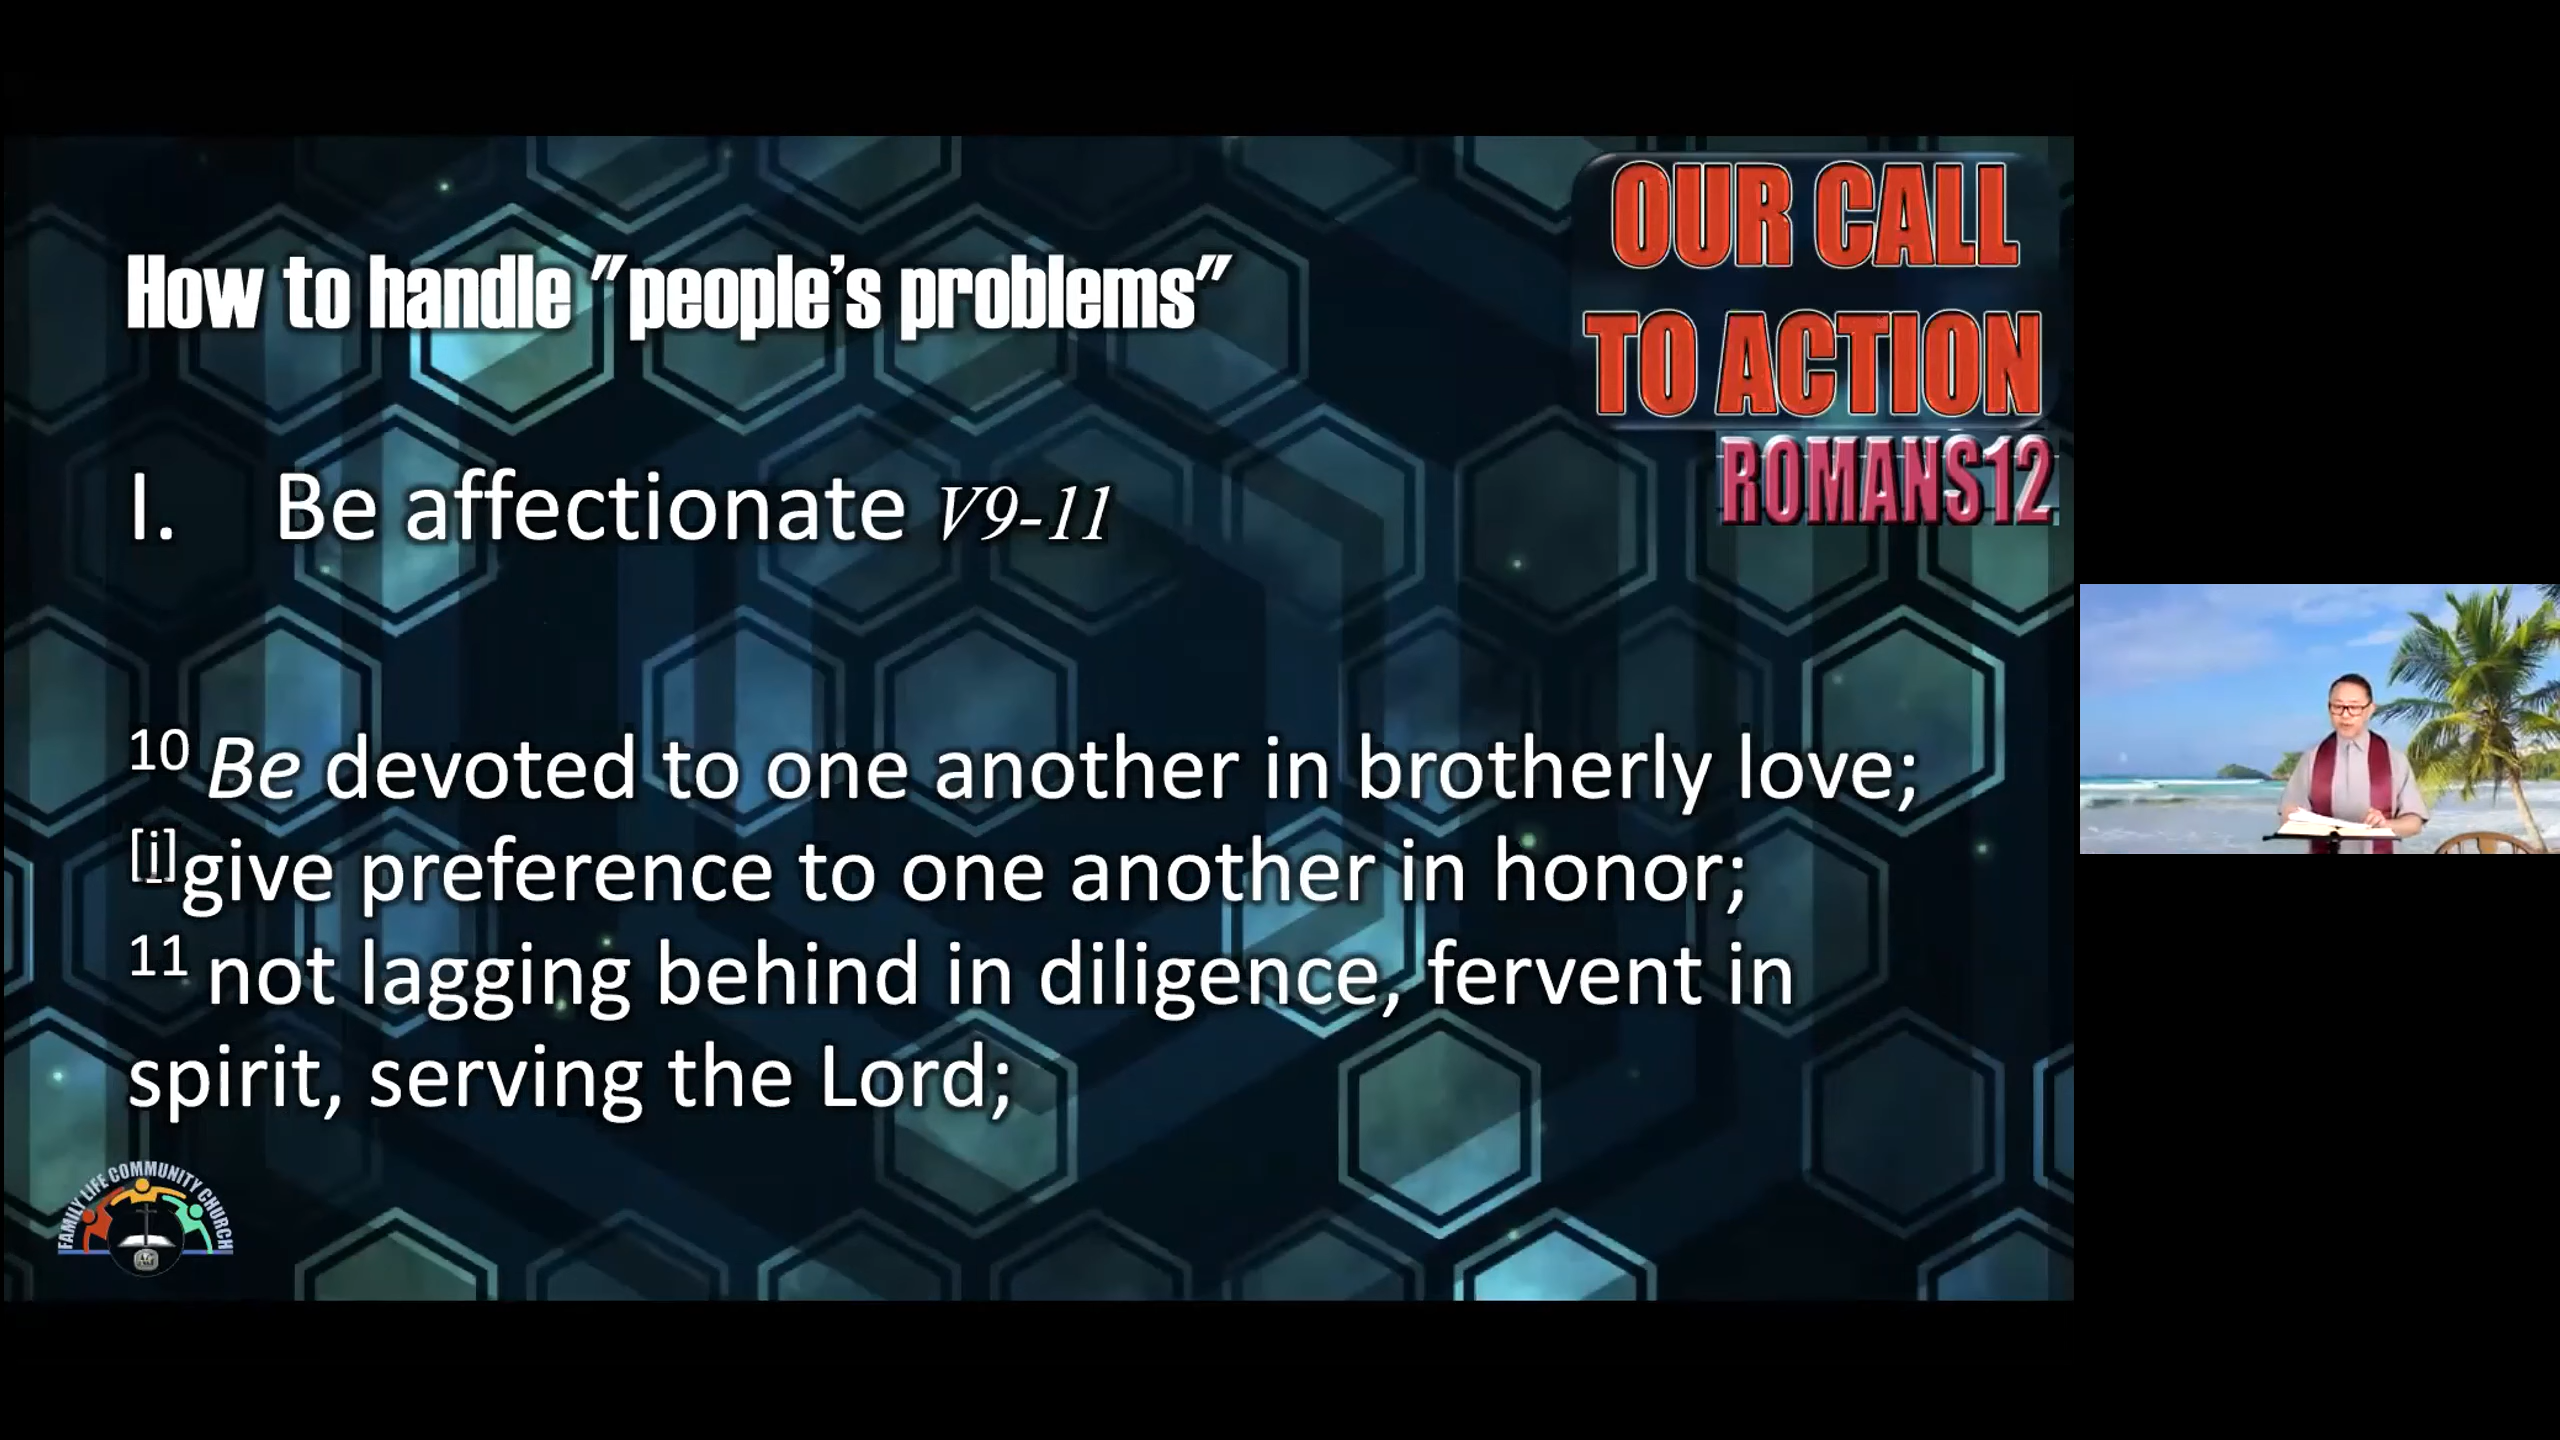 OUR CALL
TO ACTION
ROMANS12
How to handle "people's problems"
I. Be affectionate V9-11
10 Be devoted to one another in brotherly love;
[i]give preference to one another in honor;
11 not lagging behind in diligence, fervent in
spirit, serving the Lord;
FAMILY LIFE COMMUNITY CHURCH